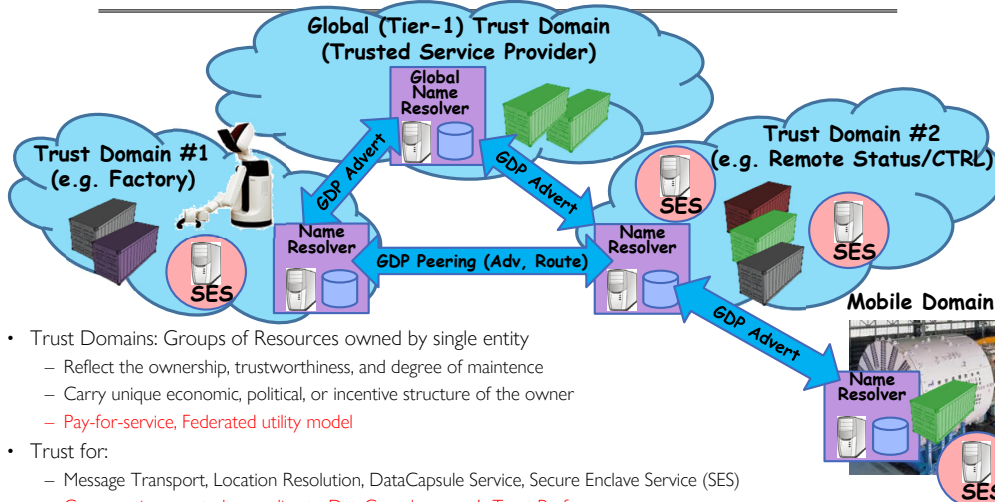 Global (Tier-1) Trust Domain
(Trusted Service Provider)
Global
Name
Resolver
Trust Domain #1
(e.g. Factory)
Trust Domain #2
(e.g. Remote Status/CTRL)
GDP Advert
GDP Advert
SES
SES
SES
Name
Resolver
GDP Peering (Adv, Route)
Name
Resolver
GDP Advert
Mobile Domain
Name
Resolver
SES
• Trust Domains: Groups of Resources owned by single entity
– Reflect the ownership, trustworthiness, and degree of maintence
– Carry unique economic, political, or incentive structure of the owner
– Pay-for-service, Federated utility model
• Trust for:
– Message Transport, Location Resolution, DataCapsule Service, Secure Enclave Service (SES)